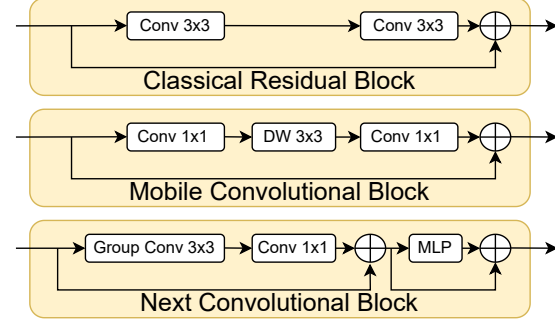 Conv 3x3 Conv 3x3
Classical Residual Block
Conv 1x1 DW 3x3 Conv 1x1
Mobile Convolutional Block
Group Conv 3x3 Conv 1x1 MLP
Next Convolutional Block